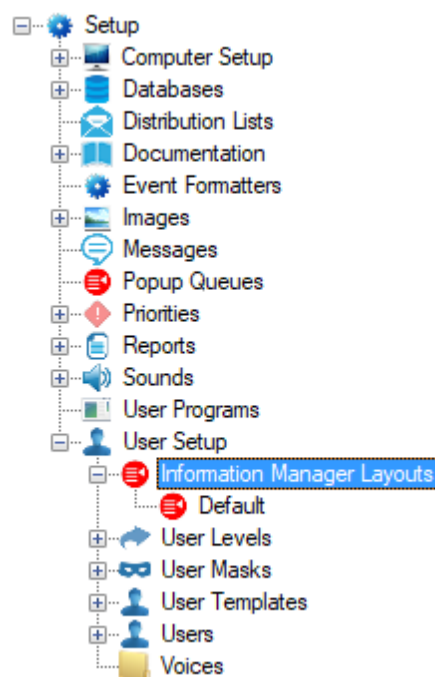 Setup
Computer Setup
Databases
Distribution Lists
Documentation
Event Formatters
Images
Messages
Popup Queues
Priorities
Reports
Sounds
User Programs
User Setup
Information Manager Layouts
Default
User Levels
User Masks
User Templates
Users
Voices